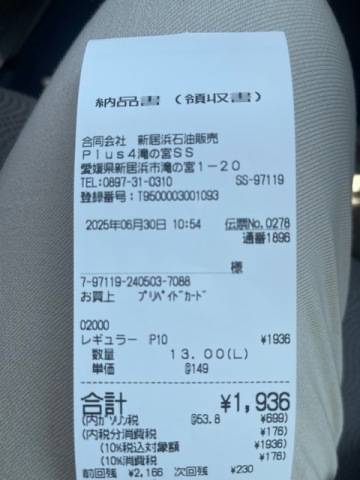 納品書 (領収書)
合同会社 新居浜石油販売
Plus4滝の宮SS
愛媛県新居浜市滝の宮1-20
TEL:0897-31-0310 SS-97119
登録番号:T9500003001093
2025年06月30日 10:54 伝票No.0278
通番1896
様
7-97119-240503-7088
お買上 プリペイドカード
02000
レギュラー P10 ¥1936
数量 13.00(L)
単価 @149
合計 ¥1,936
(内ガソリン税 @53.8 ¥699)
(内税分消費税 ¥176)
(10%税込対象額 ¥1936)
(10%消費税 ¥176)
前回残 ¥2,166 次回残 ¥230